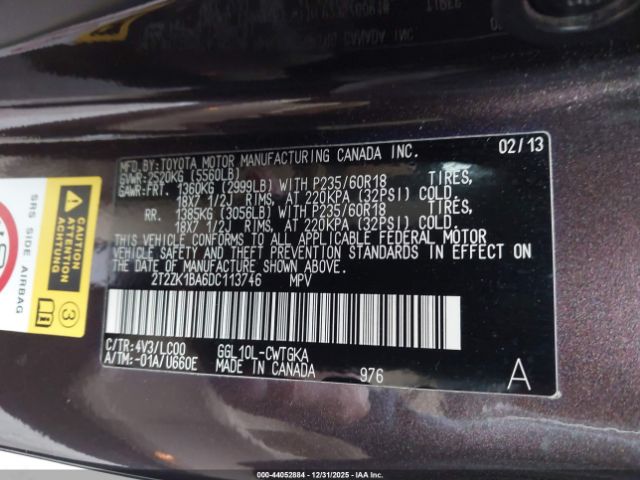 MFD. BY: TOYOTA MOTOR MANUFACTURING CANADA INC. 02/13
GVWR: 2520KG (5560LB)
GAWR: FRT. 1360KG (2999LB) WITH P235/60R18 TIRES,
18X7 1/2J RIMS, AT 220KPA (32PSI) COLD.
RR. 1385KG (3056LB) WITH P235/60R18 TIRES,
18X7 1/2J RIMS, AT 220KPA (32PSI) COLD.
THIS VEHICLE CONFORMS TO ALL APPLICABLE FEDERAL MOTOR
VEHICLE SAFETY AND THEFT PREVENTION STANDARDS IN EFFECT ON
THE DATE OF MANUFACTURE SHOWN ABOVE.
2T2ZK1BA6DC113746 MPV
C/TR: 4V3/LC00 GGL10L-CWTGKA
A/TM: -01A/U660E MADE IN CANADA 976 A
SRS SIDE AIRBAG
ATTENTION
ACHTUNG
3
000-44052884 - 12/31/2025 - IAA, Inc.